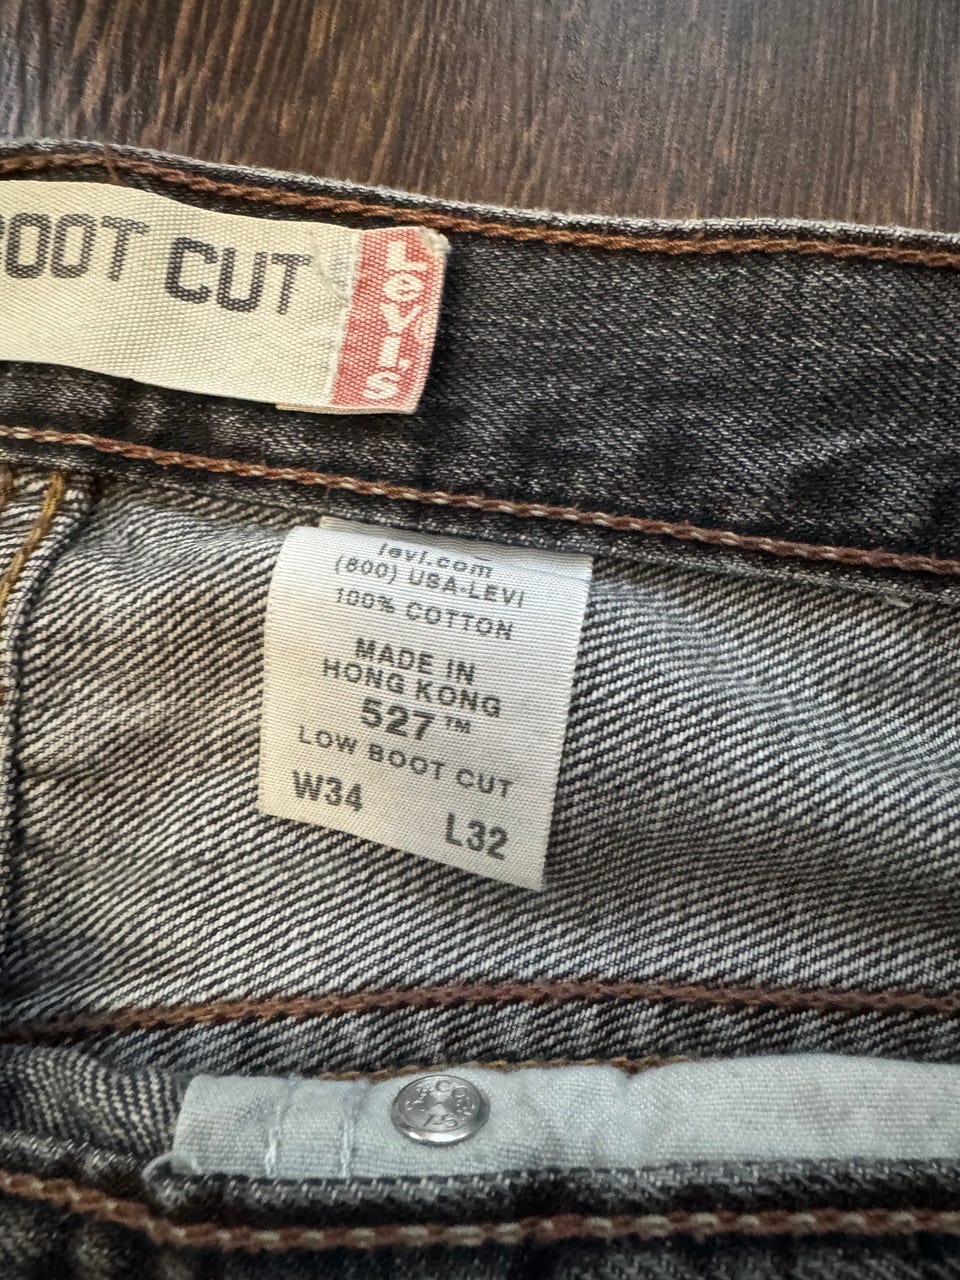 BOOT CUT
LEVI'S
levi.com
(800) USA-LEVI
100% COTTON
MADE IN
HONG KONG
527™
LOW BOOT CUT
W34 L32